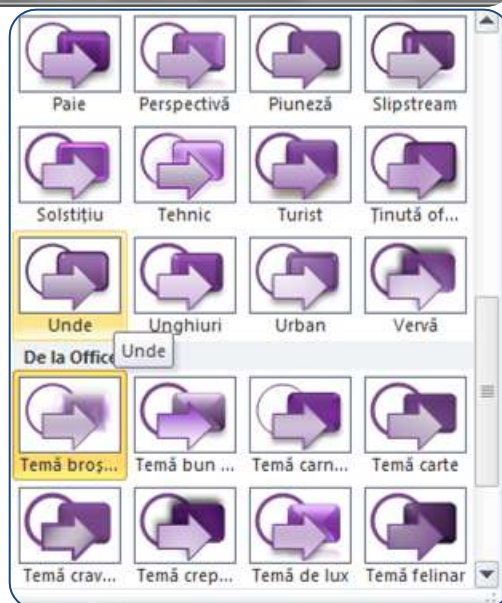 Paie Perspectivă Piuneză Slipstream
Solstițiu Tehnic Turist Ținută of...
Unde Unghiuri Urban Vervă
De la Office Unde
Temă broș... Temă bun ... Temă carn... Temă carte
Temă crav... Temă crep... Temă de lux Temă felinar